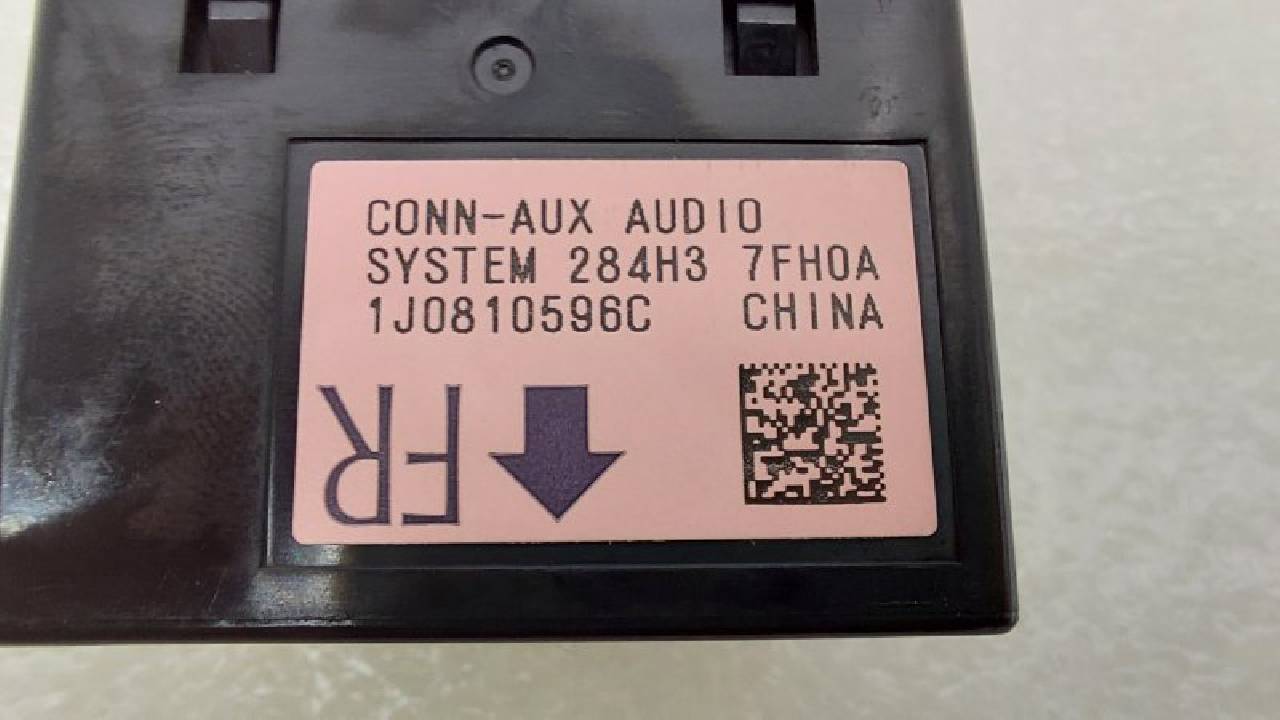 CONN-AUX AUDIO
SYSTEM 284H3 7FH0A
1J0810596C CHINA
FR